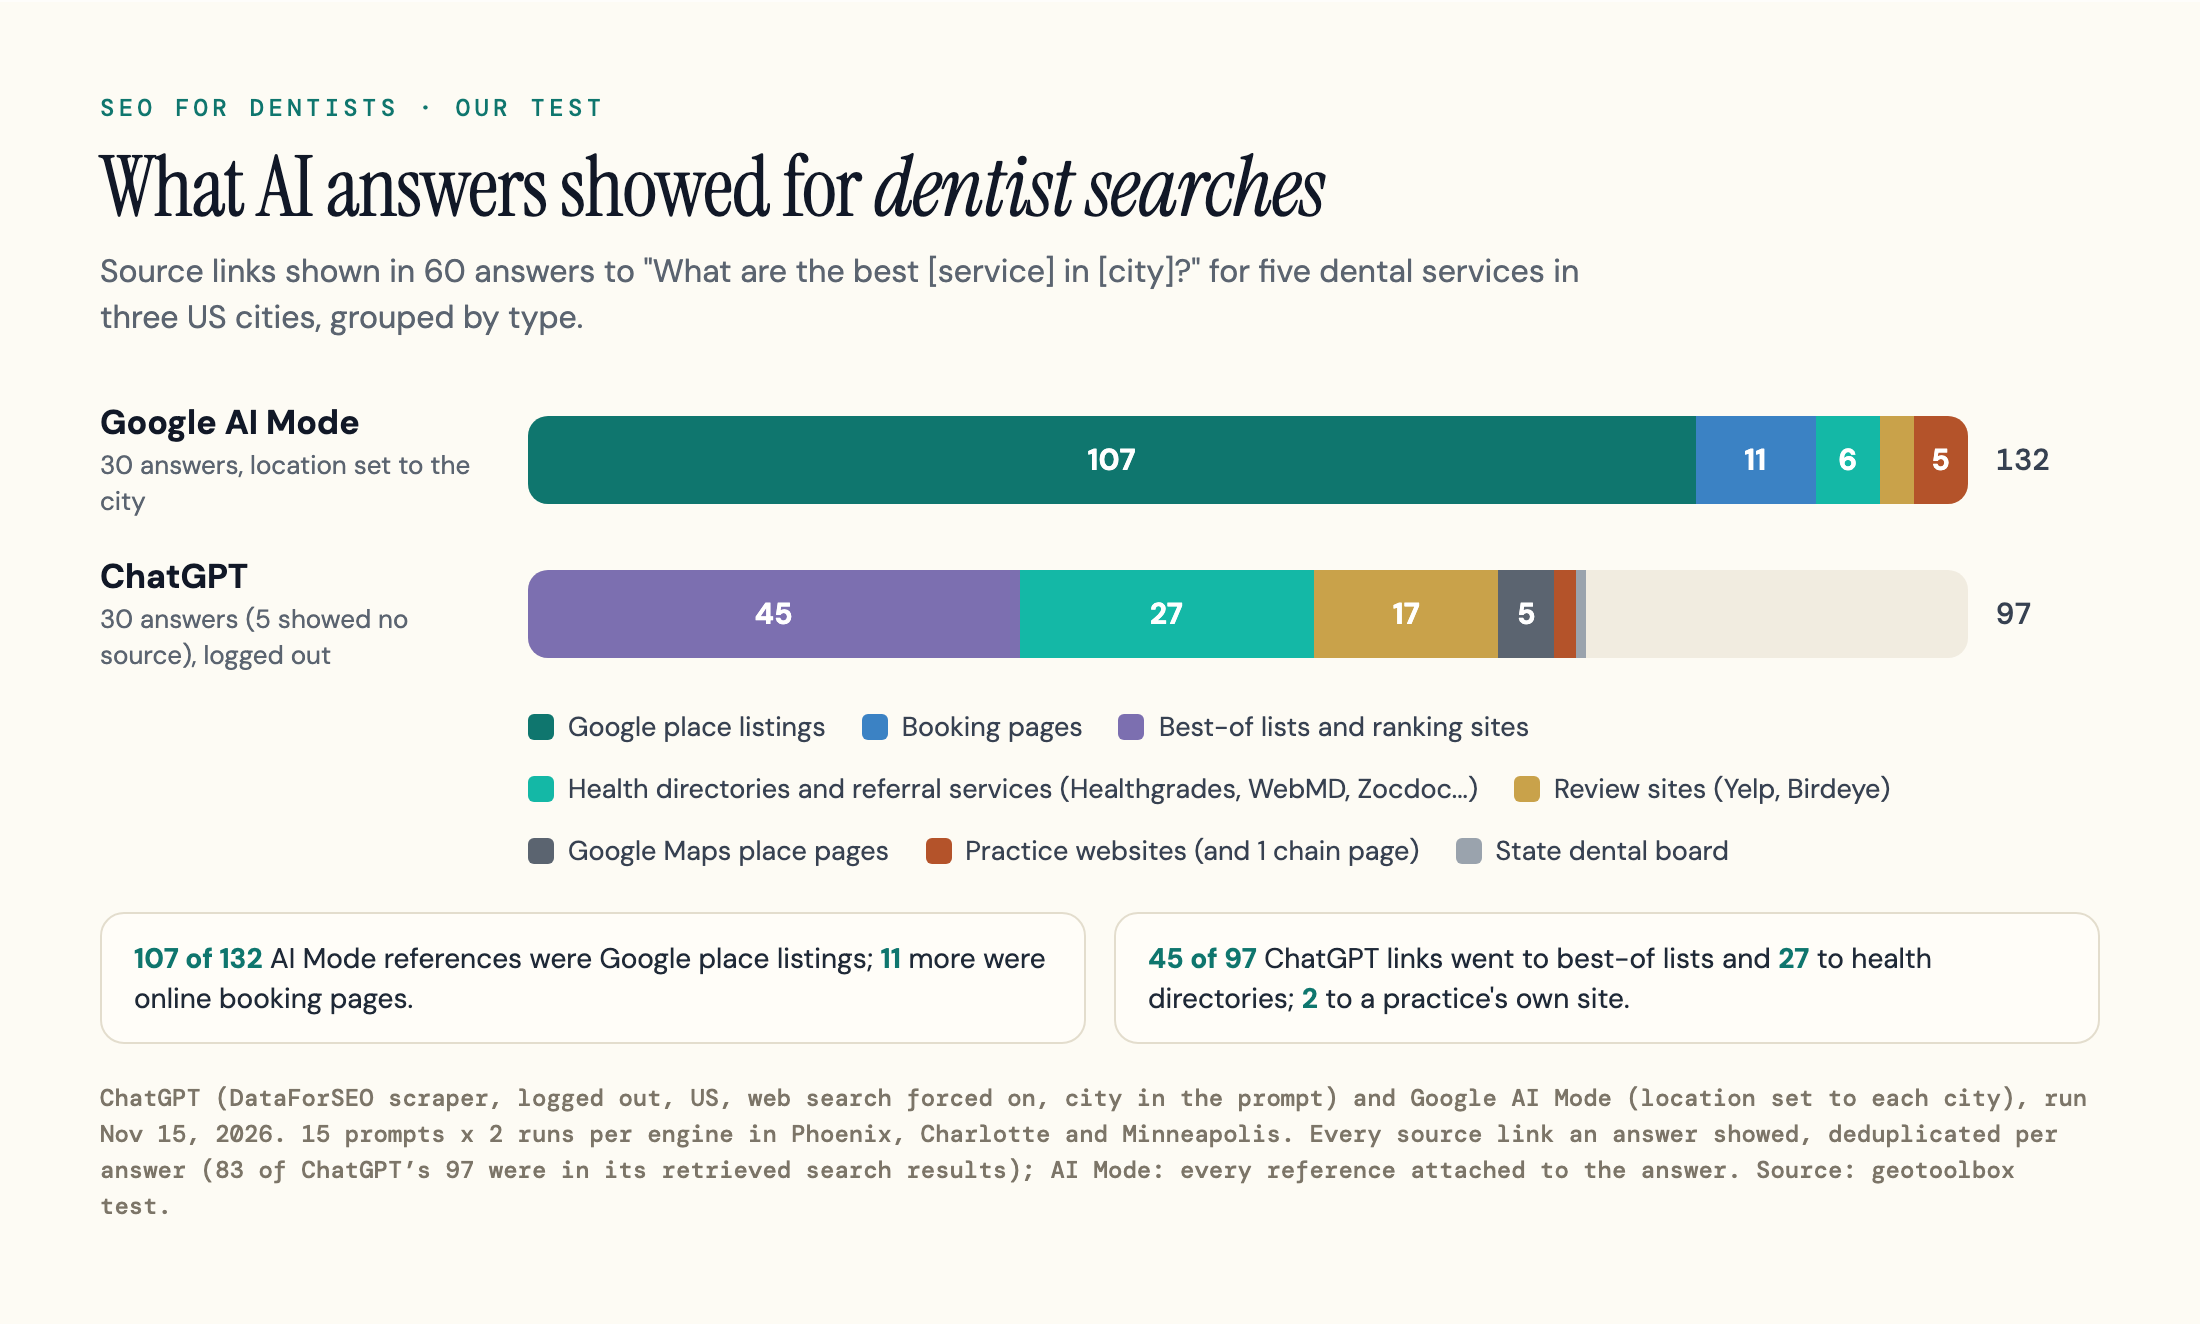 SEO FOR DENTISTS · OUR TEST
What AI answers showed for dentist searches
Source links shown in 60 answers to "What are the best [service] in [city]?" for five dental services in
three US cities, grouped by type.
Google AI Mode
30 answers, location set to the
city
107 11 6 5 132
ChatGPT
30 answers (5 showed no
source), logged out
45 27 17 5 97
Google place listings Booking pages Best-of lists and ranking sites
Health directories and referral services (Healthgrades, WebMD, Zocdoc...) Review sites (Yelp, Birdeye)
Google Maps place pages Practice websites (and 1 chain page) State dental board
107 of 132 AI Mode references were Google place listings; 11 more were
online booking pages.
45 of 97 ChatGPT links went to best-of lists and 27 to health
directories; 2 to a practice's own site.
ChatGPT (DataForSEO scraper, logged out, US, web search forced on, city in the prompt) and Google AI Mode (location set to each city), run
Nov 15, 2026. 15 prompts x 2 runs per engine in Phoenix, Charlotte and Minneapolis. Every source link an answer showed, deduplicated per
answer (83 of ChatGPT’s 97 were in its retrieved search results); AI Mode: every reference attached to the answer. Source: geotoolbox
test.